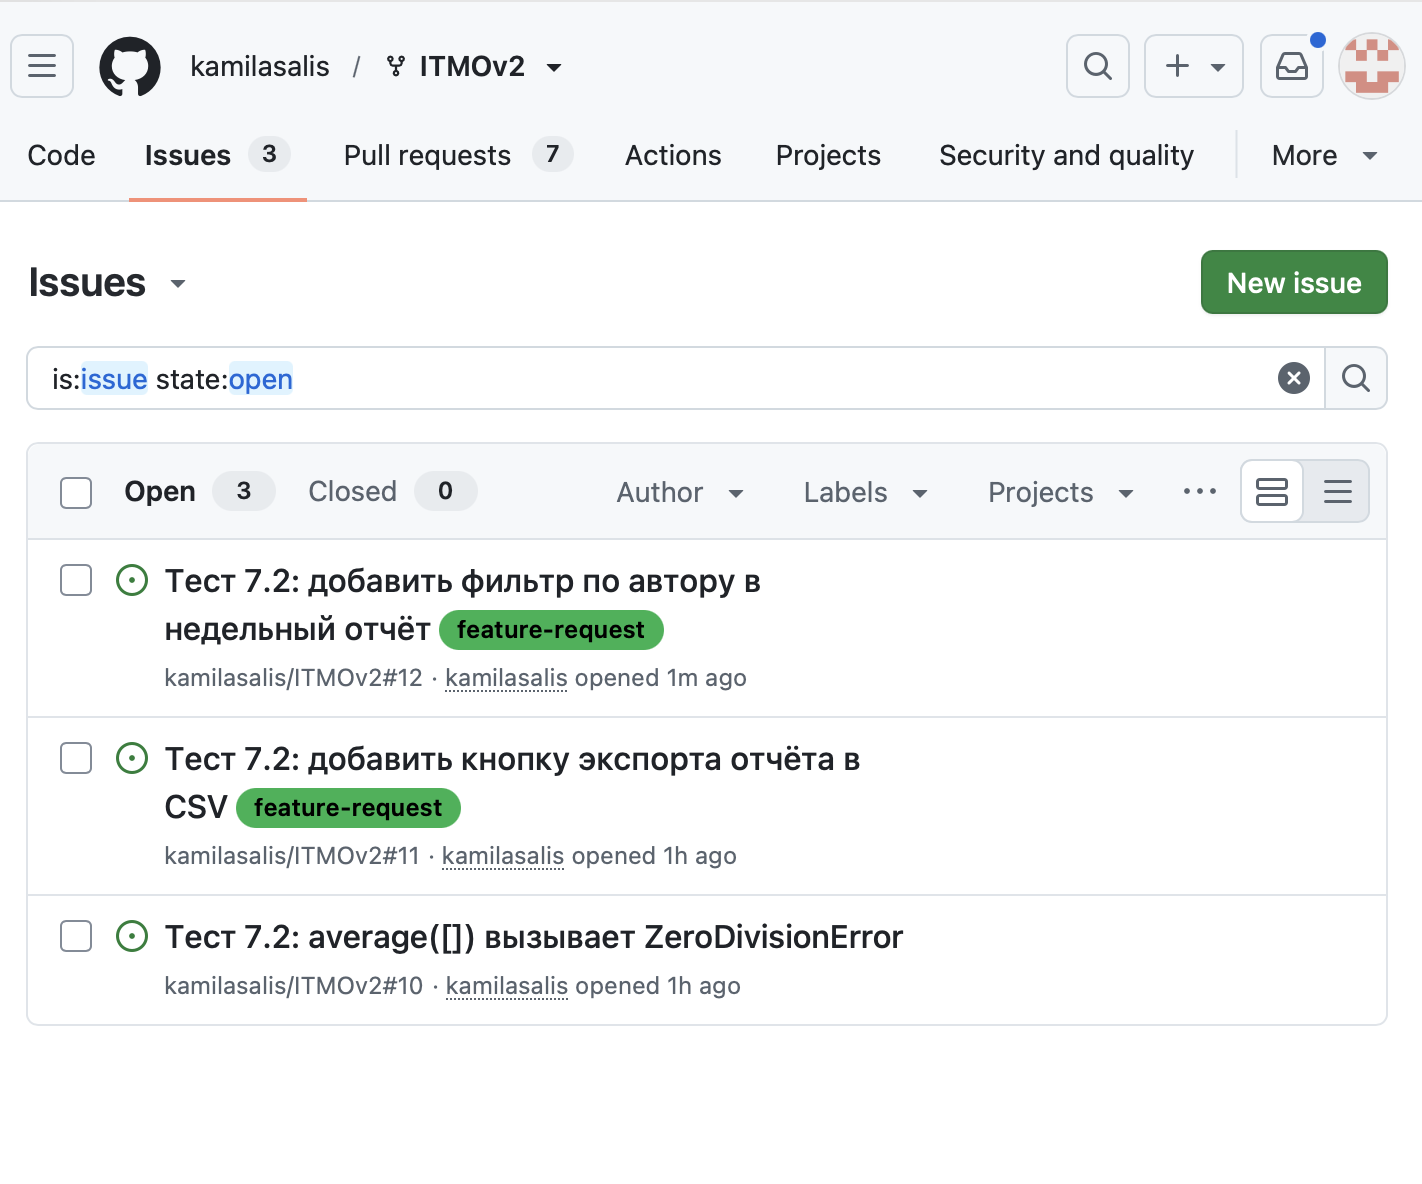 kamilasalis / ITMOv2
Code Issues 3 Pull requests 7 Actions Projects Security and quality More
Issues New issue
is:issue state:open
Open 3 Closed 0 Author Labels Projects
Тест 7.2: добавить фильтр по автору в
недельный отчёт feature-request
kamilasalis/ITMOv2#12 · kamilasalis opened 1m ago
Тест 7.2: добавить кнопку экспорта отчёта в
CSV feature-request
kamilasalis/ITMOv2#11 · kamilasalis opened 1h ago
Тест 7.2: average([]) вызывает ZeroDivisionError
kamilasalis/ITMOv2#10 · kamilasalis opened 1h ago